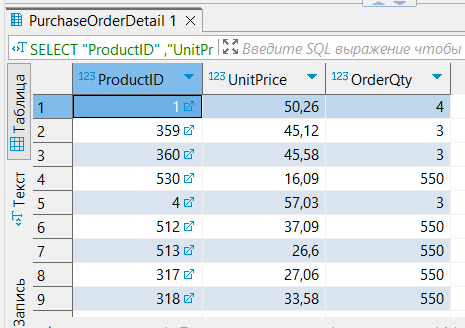 PurchaseOrderDetail 1
SELECT "ProductID" ,"UnitPr Введите SQL выражение чтобы
Таблица
Текст
Запись
123 ProductID 123 UnitPrice 123 OrderQty
1 1 50,26 4
2 359 45,12 3
3 360 45,58 3
4 530 16,09 550
5 4 57,03 3
6 512 37,09 550
7 513 26,6 550
8 317 27,06 550
9 318 33,58 550